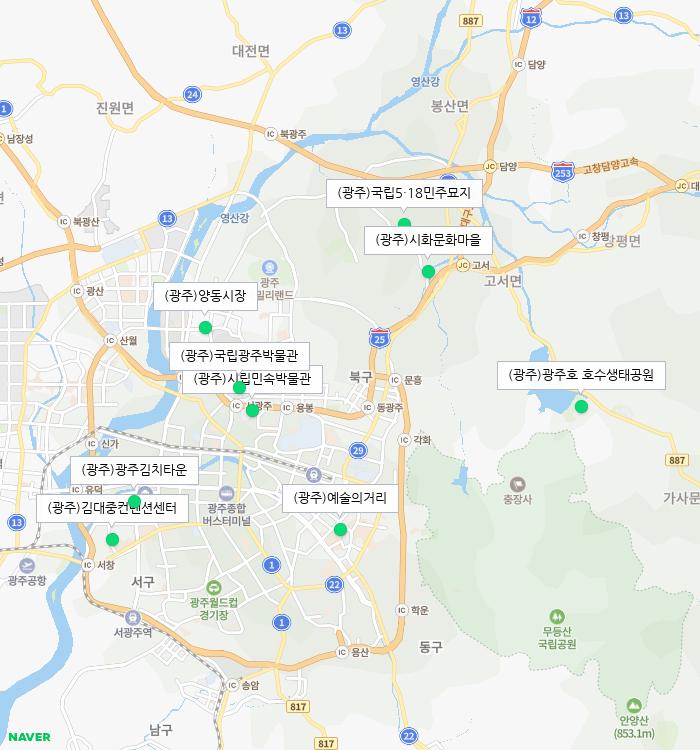 887
12
13
13
대전면
영산강
담양
24
봉산면
1
진원면
북광주
남장성
담양
고창담양고속
253
(광주)국립5·18민주묘지
13
영산강
북광산
대구
창평
창평면
(광주)시화문화마을
광주
밀리랜드
고서
고서면
광산
(광주)양동시장
산월
25
(광주)국립광주박물관
(광주)시립민속박물관
북구
문흥
(광주)광주호 호수생태공원
서광주
용봉
동광주
신가
각화
29
887
(광주)광주김치타운
유덕
충장사
가사문
(광주)김대중컨벤션센터
광주종합
버스터미널
(광주)예술의거리
13
광주공항
서창
서구
1
22
광주월드컵
경기장
학운
서광주역
1
무등산
국립공원
동구
용산
송암
817
안양산
(853.1m)
남구
22
817
NAVER
IC
JC